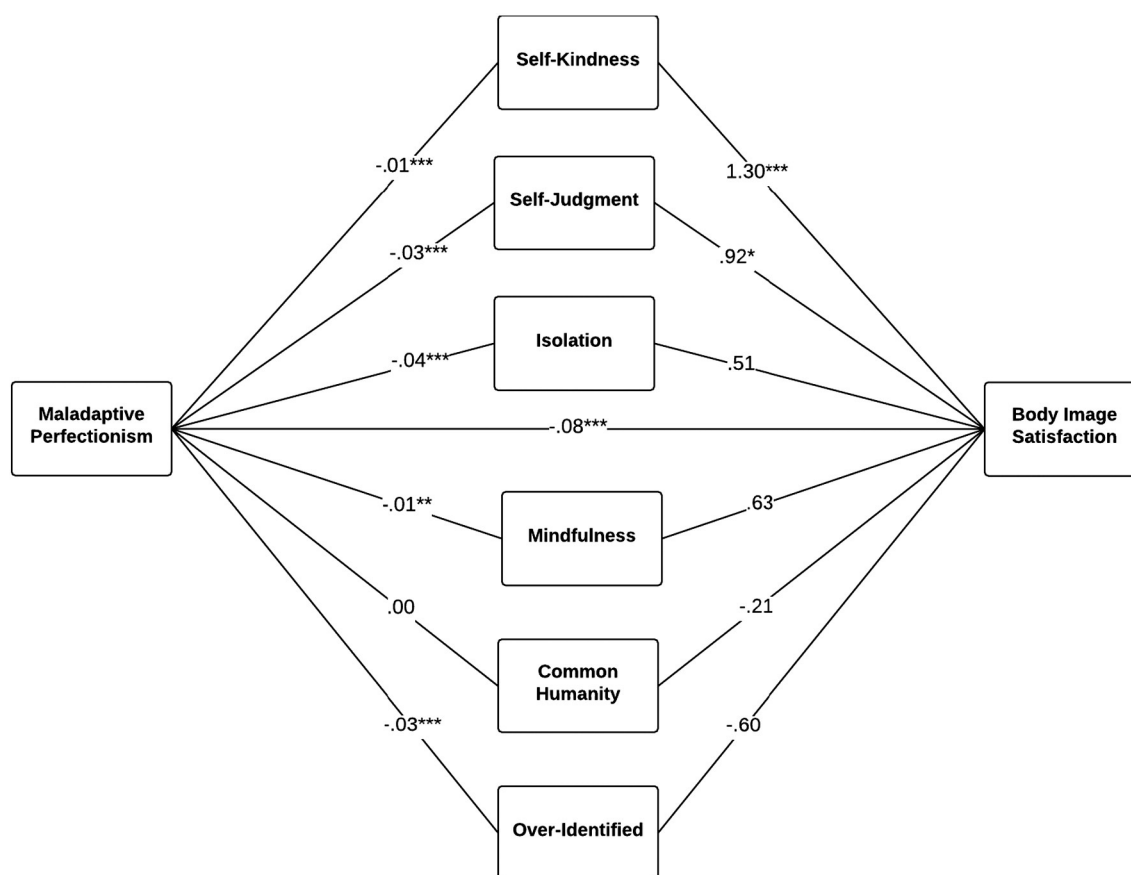 Self-Kindness
-.01***
1.30***
Self-Judgment
-.03***
.92*
Isolation
-.04***
.51
Maladaptive
Perfectionism
-.08***
Body Image
Satisfaction
-.01**
.63
Mindfulness
.00
-.21
Common
Humanity
-.03***
-.60
Over-Identified